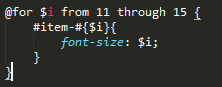 @for $i from 11 through 15 {
    #item-#{$i}{
        font-size: $i;
    }
}